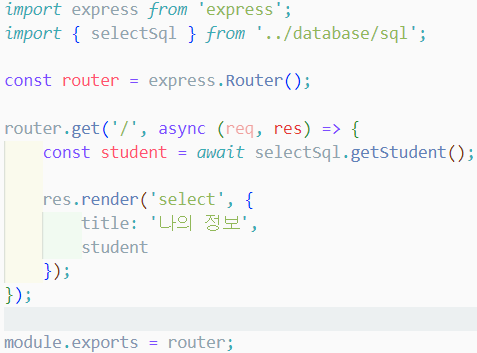 import express from 'express';
import { selectSql } from '../database/sql';
const router = express.Router();
router.get('/', async (req, res) => {
    const student = await selectSql.getStudent();
    res.render('select', {
        title: '나의 정보',
        student
    });
});
module.exports = router;